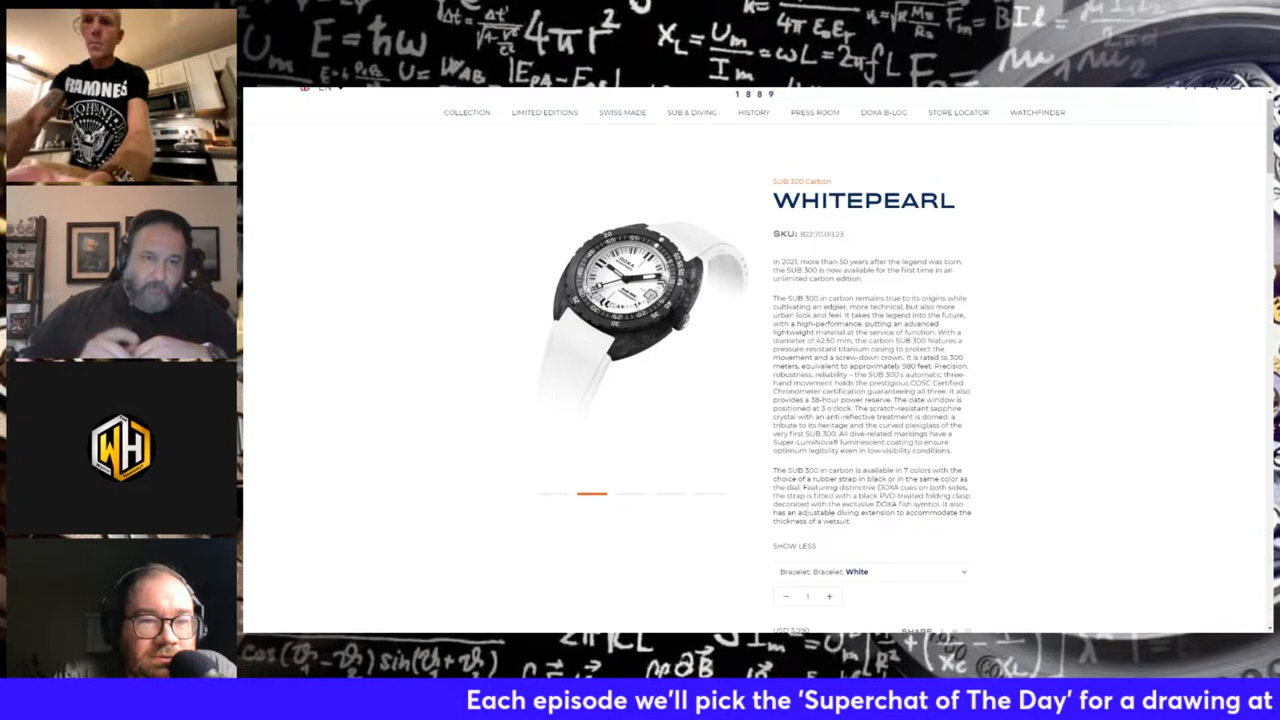 RAMONES
JOHNNY
WH
1889
COLLECTION
LIMITED EDITIONS
SWISS MADE
SUB & DIVING
HISTORY
PRESS ROOM
DOXA B-LOG
STORE LOCATOR
WATCHFINDER
SUB 300 Carbon
WHITEPEARL
SKU: 822.70.011.23
In 2021, more than 50 years after the legend was born,
the SUB 300 is now available for the first time in an
unlimited carbon edition.
The SUB 300 in carbon remains true to its origins while
cultivating an edgier, more technical, but also more
urban look and feel. It takes the legend into the future,
with a high-performance, putting an advanced
lightweight material at the service of function. With a
diameter of 42.50 mm, the carbon SUB 300 features a
pressure-resistant titanium casing to protect the
movement and a screw-down crown. It is rated to 300
meters, equivalent to approximately 980 feet. Precision,
robustness, reliability – the SUB 300's automatic three-
hand movement holds the prestigious COSC Certified
Chronometer certification guaranteeing all three. It also
provides a 38-hour power reserve. The date window is
positioned at 3 o'clock. The scratch-resistant sapphire
crystal with an anti-reflective treatment is domed; a
tribute to its heritage and the curved plexiglass of the
very first SUB 300. All dive-related markings have a
Super-LumiNova® luminescent coating to ensure
optimum legibility even in low-visibility conditions.
The SUB 300 in carbon is available in 7 colors with the
choice of a rubber strap in black or in the same color as
the dial. Featuring distinctive DOXA cues on both sides,
the strap is fitted with a black PVD-treated folding clasp
decorated with the exclusive DOXA fish symbol. It also
has an adjustable diving extension to accommodate the
thickness of a wetsuit.
SHOW LESS
Bracelet: Bracelet: White
− 1 +
USD 3,290
SHARE
Each episode we'll pick the 'Superchat of The Day' for a drawing at